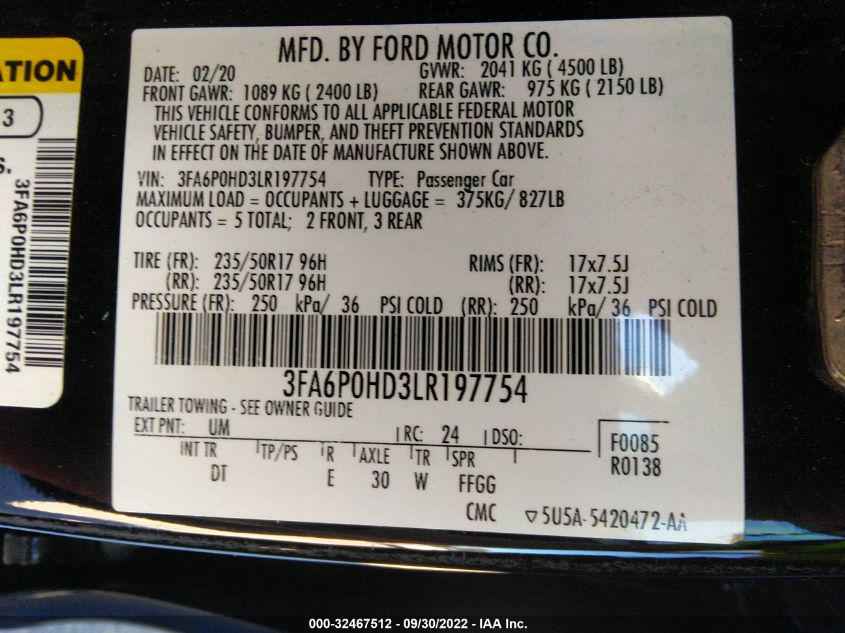 MFD. BY FORD MOTOR CO.
DATE: 02/20 GVWR: 2041 KG ( 4500 LB)
FRONT GAWR: 1089 KG ( 2400 LB) REAR GAWR: 975 KG ( 2150 LB)
THIS VEHICLE CONFORMS TO ALL APPLICABLE FEDERAL MOTOR
VEHICLE SAFETY, BUMPER, AND THEFT PREVENTION STANDARDS
IN EFFECT ON THE DATE OF MANUFACTURE SHOWN ABOVE.
VIN: 3FA6P0HD3LR197754 TYPE: Passenger Car
MAXIMUM LOAD = OCCUPANTS + LUGGAGE = 375KG/ 827LB
OCCUPANTS = 5 TOTAL; 2 FRONT, 3 REAR
TIRE (FR): 235/50R17 96H RIMS (FR): 17x7.5J
(RR): 235/50R17 96H (RR): 17x7.5J
PRESSURE (FR): 250 kPa/ 36 PSI COLD (RR): 250 kPa/ 36 PSI COLD
3FA6P0HD3LR197754
TRAILER TOWING - SEE OWNER GUIDE
EXT PNT: UM RC: 24 DSO:
F0085
R0138
INT TR TP/PS R AXLE TR SPR
DT E 30 W FFGG
CMC ▽5U5A-5420472-AA
ATION
3
S.
3FA6P0HD3LR197754
000-32467512 - 09/30/2022 - IAA Inc.